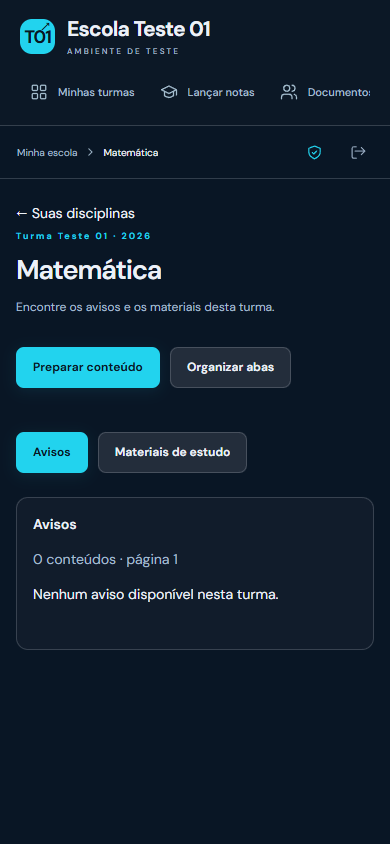 T01
Escola Teste 01
AMBIENTE DE TESTE
Minhas turmas
Lançar notas
Documentos
Minha escola > Matemática
← Suas disciplinas
Turma Teste 01 · 2026
Matemática
Encontre os avisos e os materiais desta turma.
Preparar conteúdo
Organizar abas
Avisos
Materiais de estudo
Avisos
0 conteúdos · página 1
Nenhum aviso disponível nesta turma.